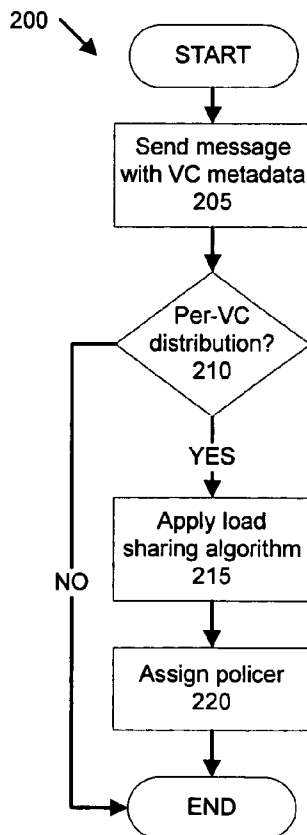 200
START
Send message
with VC metadata
205
Per-VC
distribution?
210
YES
Apply load
sharing algorithm
215
NO
Assign policer
220
END